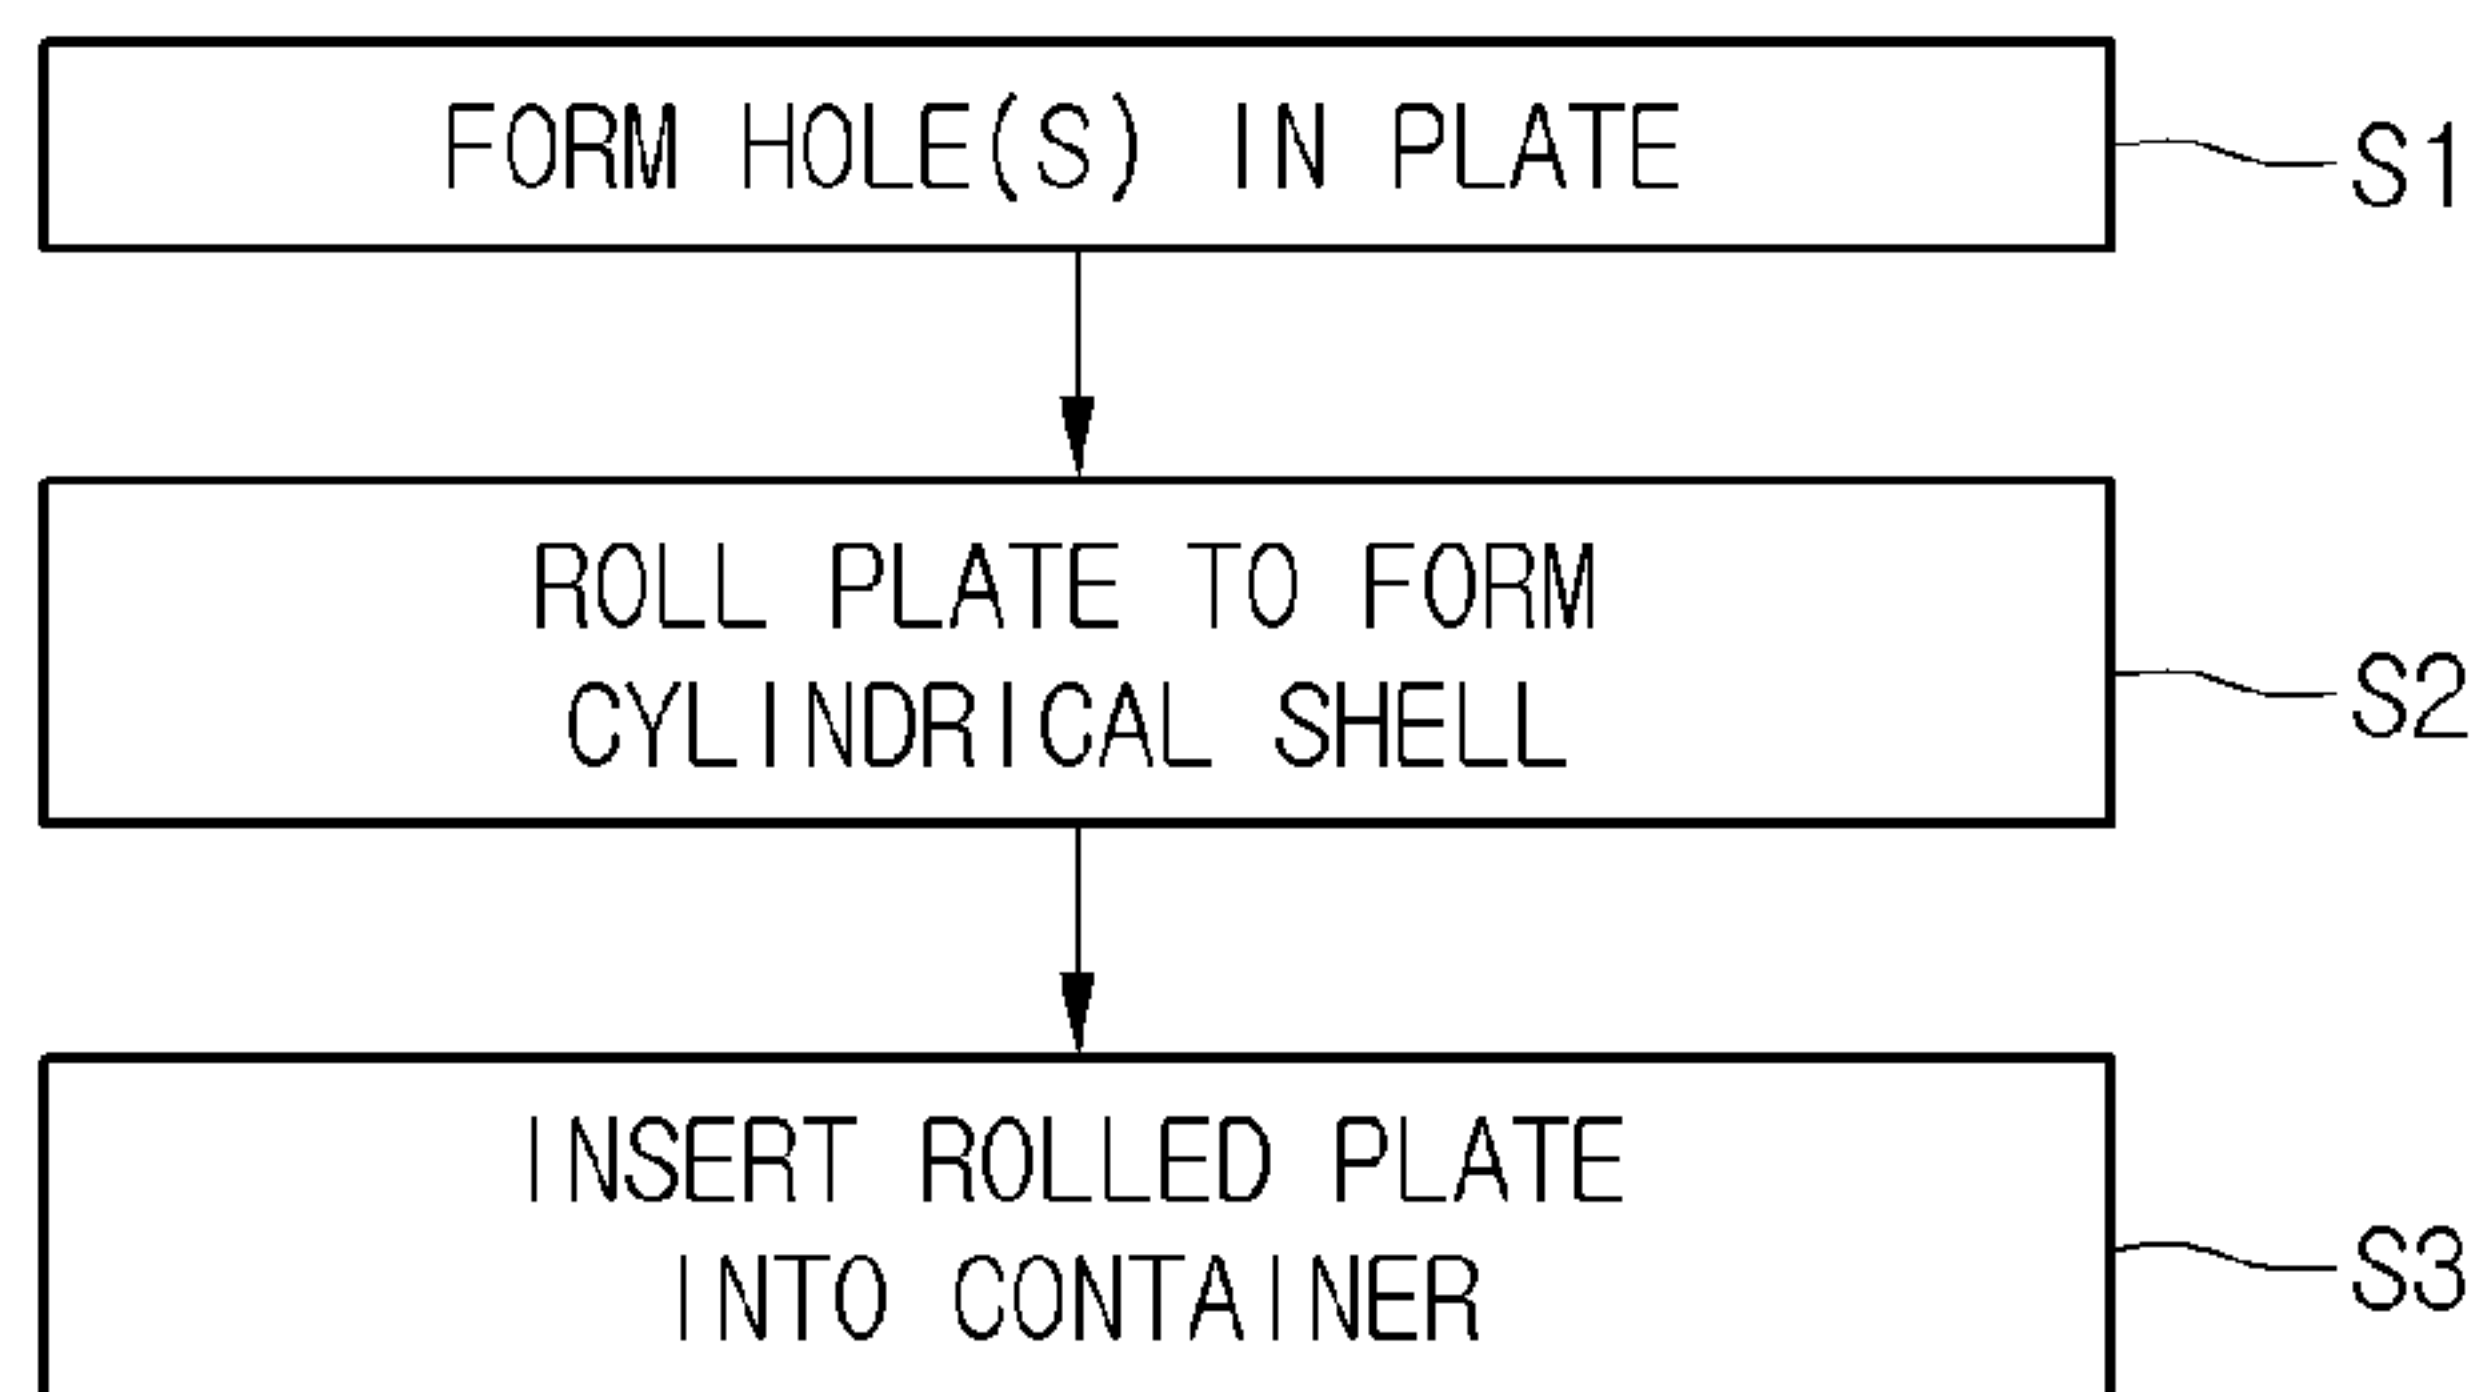 FORM HOLE(S) IN PLATE
S1
ROLL PLATE TO FORM
CYLINDRICAL SHELL
S2
INSERT ROLLED PLATE
INTO CONTAINER
S3